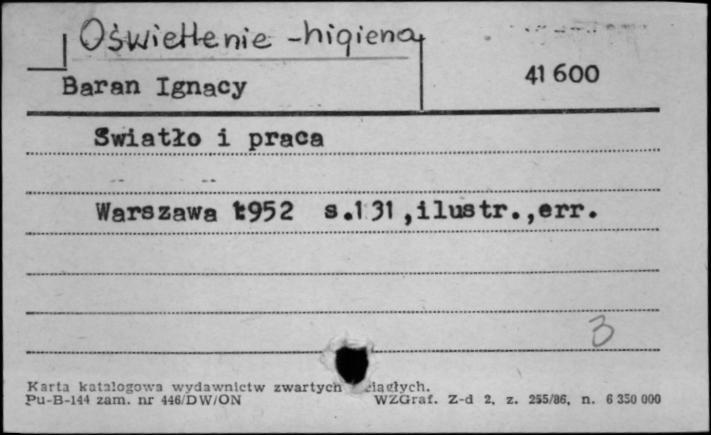 Oświetlenie - higiena
Baran Ignacy 41 600
Swiatło i praca
Warszawa 1952 s.131,ilustr.,err.
3
Karta katalogowa wydawnictw zwartych ciągłych.
Pu-B-144 zam. nr 446/DW/ON WZGraf. Z-d 2, z. 255/86, n. 6 350 000